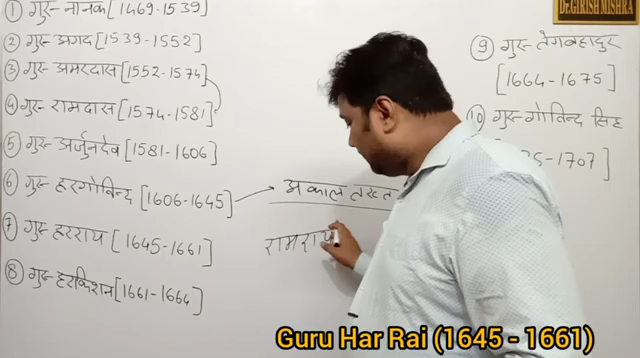 ① गुरु नानक [1469-1539]
② गुरु अंगद [1539-1552]
③ गुरु अमरदास [1552-1574]
④ गुरु रामदास [1574-1581]
⑤ गुरु अर्जुनदेव [1581-1606]
⑥ गुरु हरगोविन्द [1606-1645]
⑦ गुरु हरराय [1645-1661]
⑧ गुरु हरकिशन [1661-1664]
अकाल तख्त
रामराय
⑨ गुरु तेगबहादुर
[1664-1675]
⑩ गुरु गोविन्द सिंह
5-1707]
Dr.GIRISH MISHRA
Guru Har Rai (1645 - 1661)